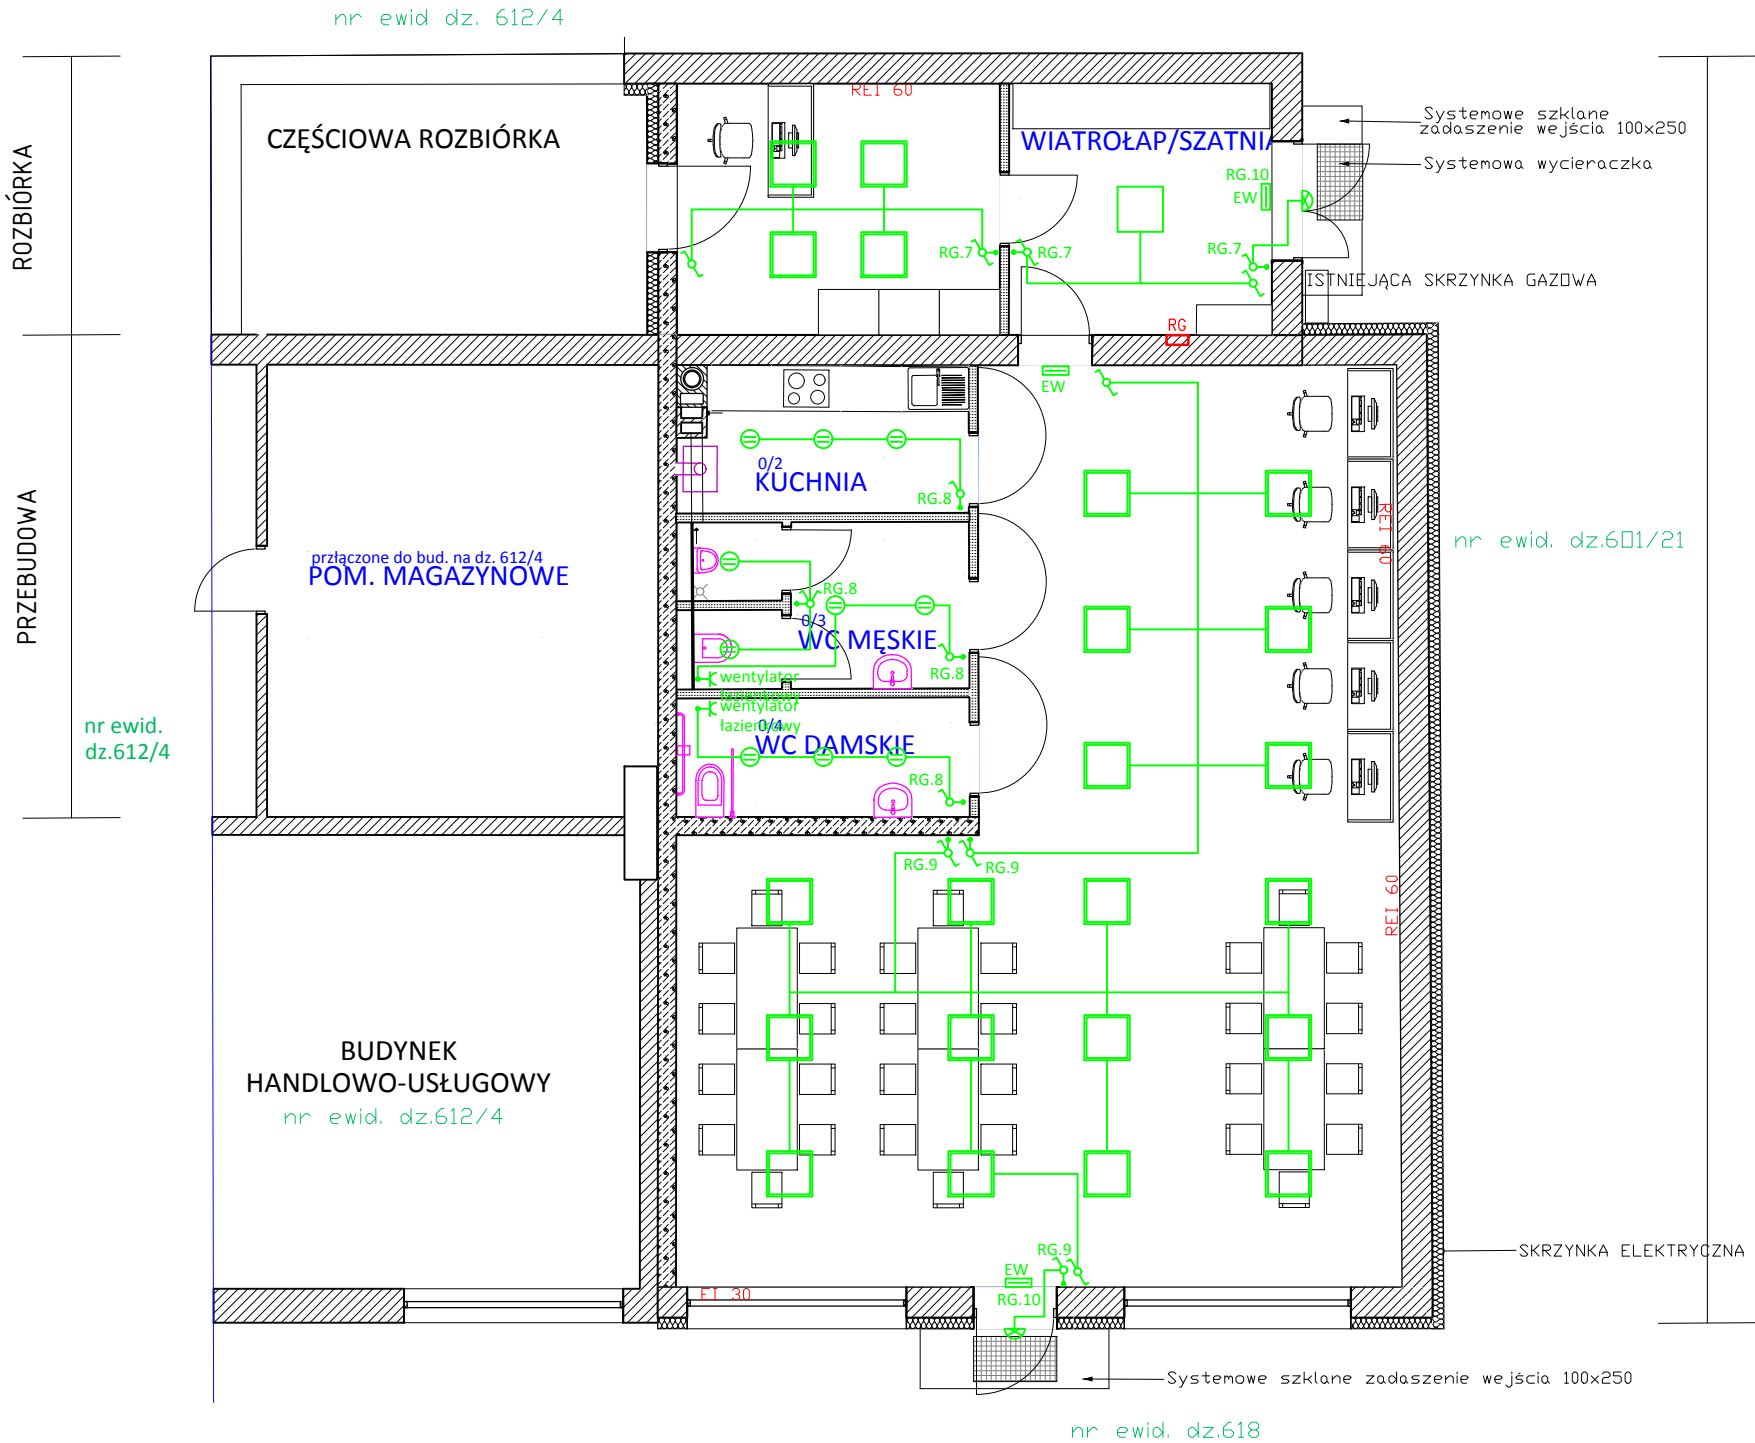 nr ewid dz. 612/4
REI 60
CZĘŚCIOWA ROZBIÓRKA
WIATROŁAP/SZATNIA
Systemowe szklane
zadaszenie wejścia 100x250
Systemowa wycieraczka
RG.10
EW
ROZBIÓRKA
RG.7
RG.7
RG.7
ISTNIEJĄCA SKRZYNKA GAZOWA
RG
EW
0/2
KUCHNIA
RG.8
REI 60
nr ewid. dz.601/21
PRZEBUDOWA
przłączone do bud. na dz. 612/4
POM. MAGAZYNOWE
RG.8
0/3
WC MĘSKIE
RG.8
wentylator
łazienkowy
wentylator
łazienkowy
0/4
WC DAMSKIE
RG.8
nr ewid.
dz.612/4
RG.9
RG.9
REI 60
BUDYNEK
HANDLOWO-USŁUGOWY
nr ewid. dz.612/4
RG.9
EW
RG.10
SKRZYNKA ELEKTRYCZNA
EI 30
Systemowe szklane zadaszenie wejścia 100x250
nr ewid. dz.618